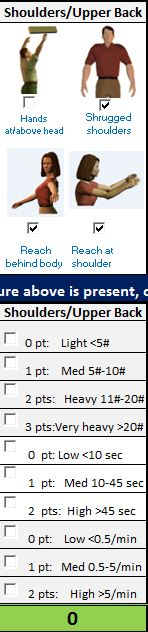 Shoulders/Upper Back
Hands
at/above head
Shrugged
shoulders
Reach
behind body
Reach at
shoulder
ure above is present, c
Shoulders/Upper Back
0 pt: Light <5#
1 pt: Med 5#-10#
2 pts: Heavy 11#-20#
3 pts:Very heavy >20#
0 pt: Low <10 sec
1 pt: Med 10-45 sec
2 pts: High >45 sec
0 pt: Low <0.5/min
1 pt: Med 0.5-5/min
2 pts: High >5/min
0